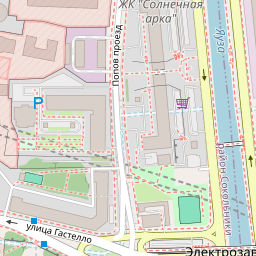 ЖК "Солнечная
арка"
Попов проезд
Яуза
P
район Сокольники
улица Гастелло
Электрозав